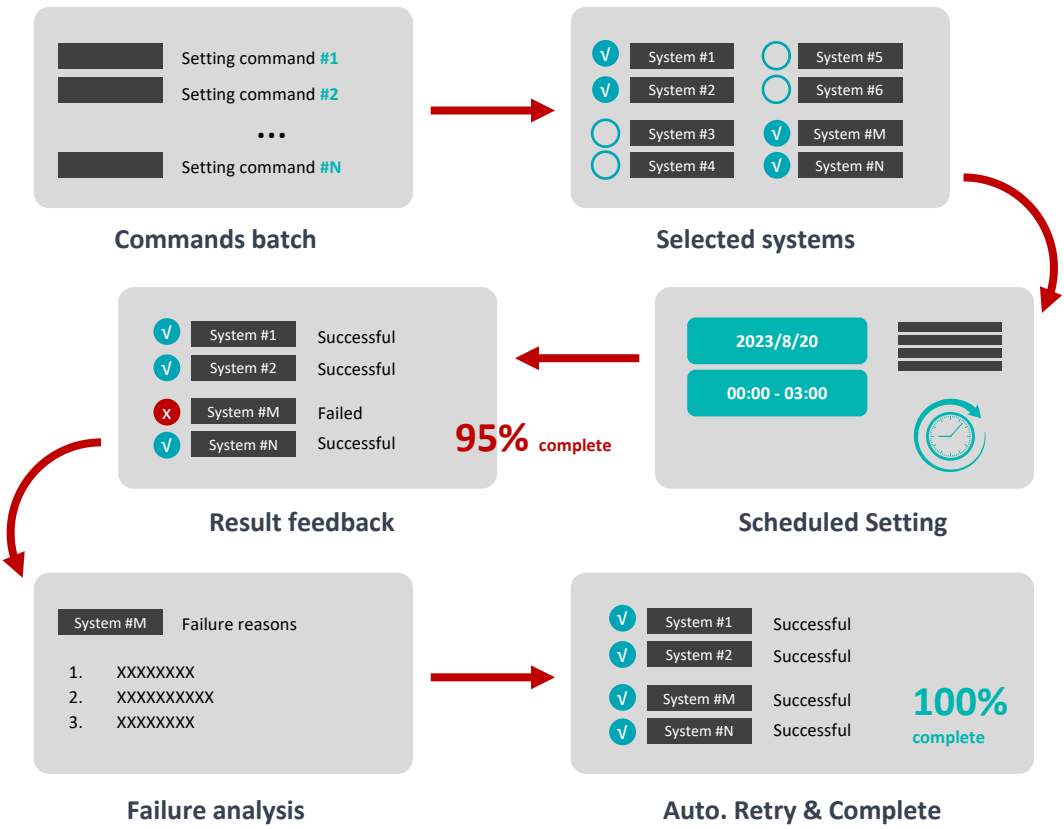 Setting command #1
Setting command #2
...
Setting command #N
Commands batch
√ System #1
√ System #2
System #3
System #4
System #5
System #6
√ System #M
√ System #N
Selected systems
2023/8/20
00:00 - 03:00
Scheduled Setting
√ System #1 Successful
√ System #2 Successful
x System #M Failed
√ System #N Successful
95% complete
Result feedback
System #M Failure reasons
1. XXXXXXXX
2. XXXXXXXXXX
3. XXXXXXXX
Failure analysis
√ System #1 Successful
√ System #2 Successful
√ System #M Successful
√ System #N Successful
100%
complete
Auto. Retry & Complete